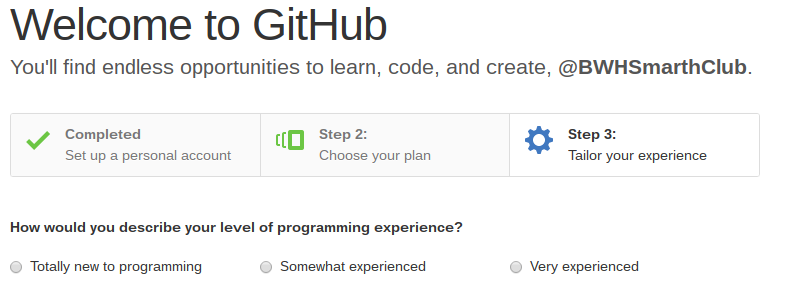 Welcome to GitHub
You'll find endless opportunities to learn, code, and create, @BWHSmarthClub.
Completed
Set up a personal account
Step 2:
Choose your plan
Step 3:
Tailor your experience
How would you describe your level of programming experience?
Totally new to programming
Somewhat experienced
Very experienced